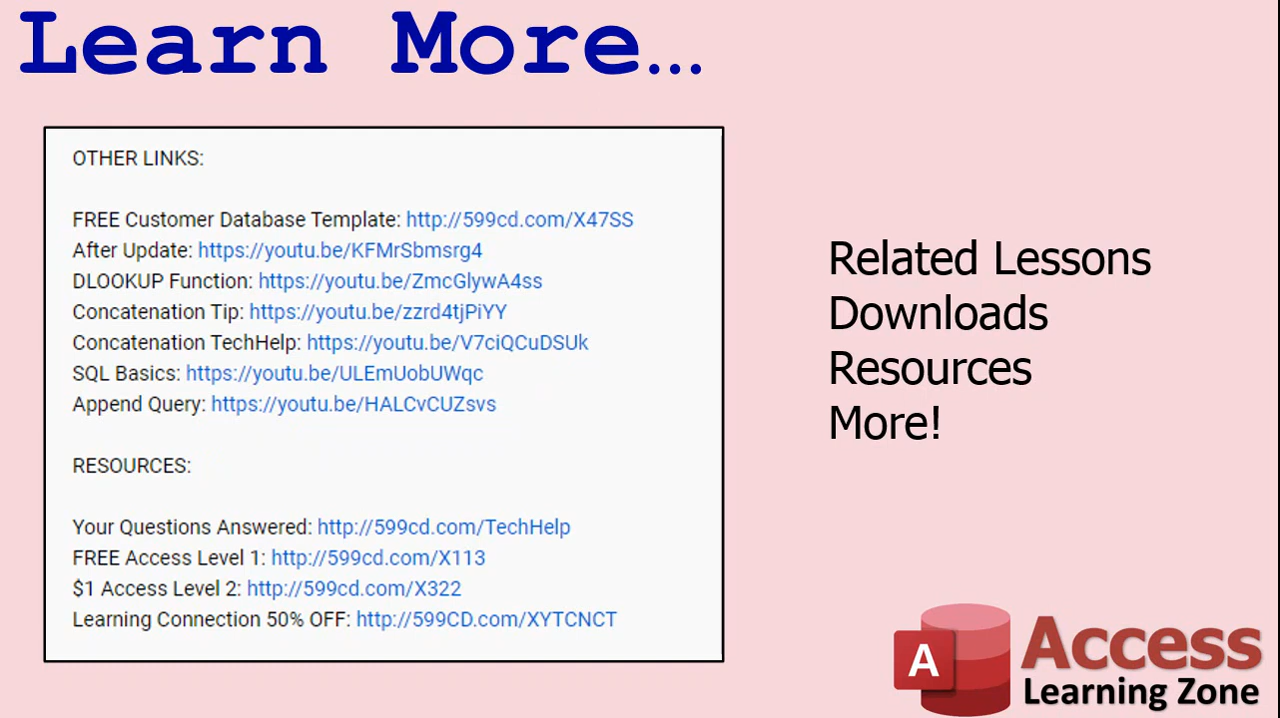 Learn More...
OTHER LINKS:
FREE Customer Database Template: http://599cd.com/X47SS
After Update: https://youtu.be/KFMrSbmsrg4
DLOOKUP Function: https://youtu.be/ZmcGlywA4ss
Concatenation Tip: https://youtu.be/zzrd4tjPiYY
Concatenation TechHelp: https://youtu.be/V7ciQCuDSUk
SQL Basics: https://youtu.be/ULEmUobUWqc
Append Query: https://youtu.be/HALCvCUZsvs
RESOURCES:
Your Questions Answered: http://599cd.com/TechHelp
FREE Access Level 1: http://599cd.com/X113
$1 Access Level 2: http://599cd.com/X322
Learning Connection 50% OFF: http://599CD.com/XYTCNCT
Related Lessons
Downloads
Resources
More!
A
Access
Learning Zone